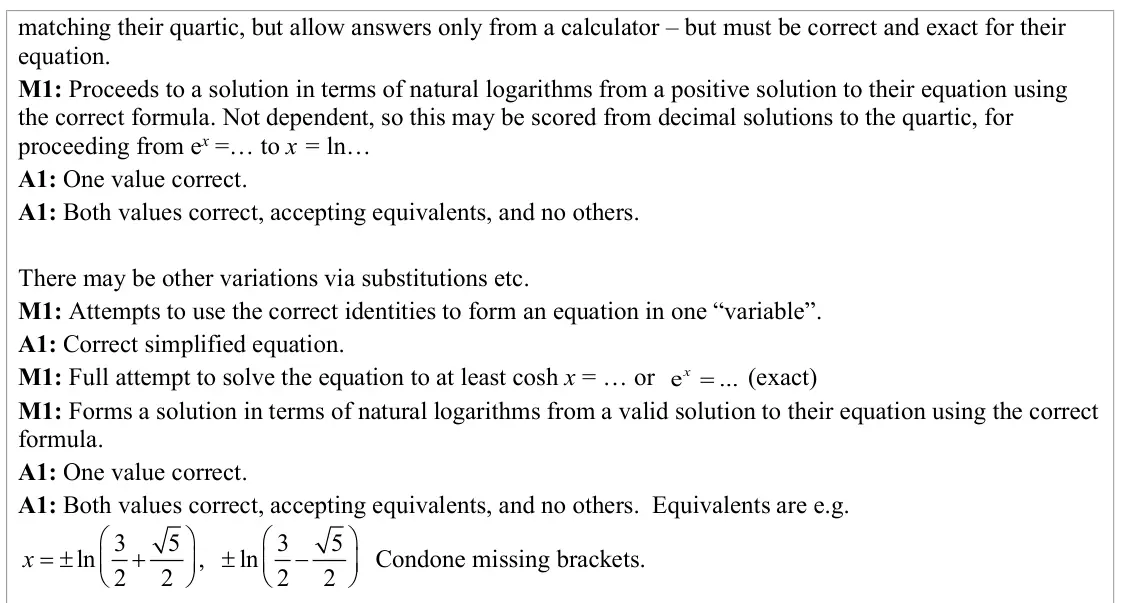 matching their quartic, but allow answers only from a calculator – but must be correct and exact for their
equation.
M1: Proceeds to a solution in terms of natural logarithms from a positive solution to their equation using
the correct formula. Not dependent, so this may be scored from decimal solutions to the quartic, for
proceeding from eˣ =… to x = ln…
A1: One value correct.
A1: Both values correct, accepting equivalents, and no others.
There may be other variations via substitutions etc.
M1: Attempts to use the correct identities to form an equation in one “variable”.
A1: Correct simplified equation.
M1: Full attempt to solve the equation to at least cosh x = … or eˣ = ... (exact)
M1: Forms a solution in terms of natural logarithms from a valid solution to their equation using the correct
formula.
A1: One value correct.
A1: Both values correct, accepting equivalents, and no others. Equivalents are e.g.
x = ±ln(3/2 + √5/2), ±ln(3/2 − √5/2) Condone missing brackets.